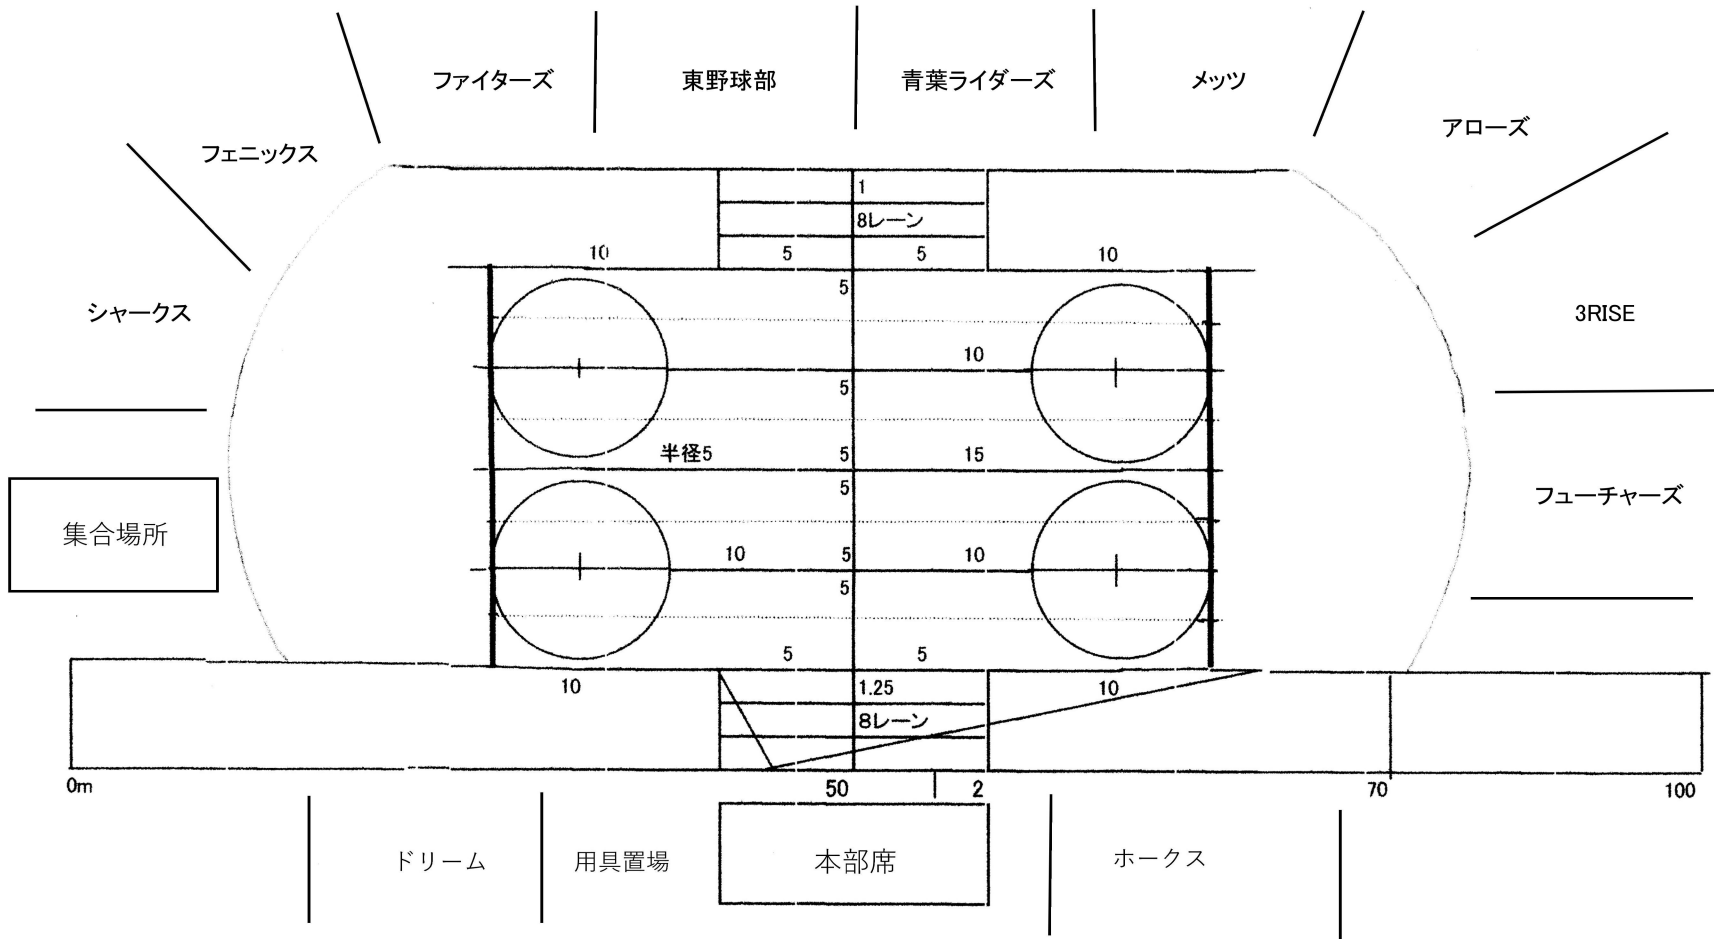 ファイターズ
東野球部
青葉ライダーズ
メッツ
アローズ
フェニックス
1
8レーン
10
5
5
10
5
シャークス
3RISE
10
5
半径5
5
15
5
フューチャーズ
集合場所
10
5
10
5
5
5
10
1.25
10
8レーン
0m
50
2
70
100
ドリーム
用具置場
本部席
ホークス